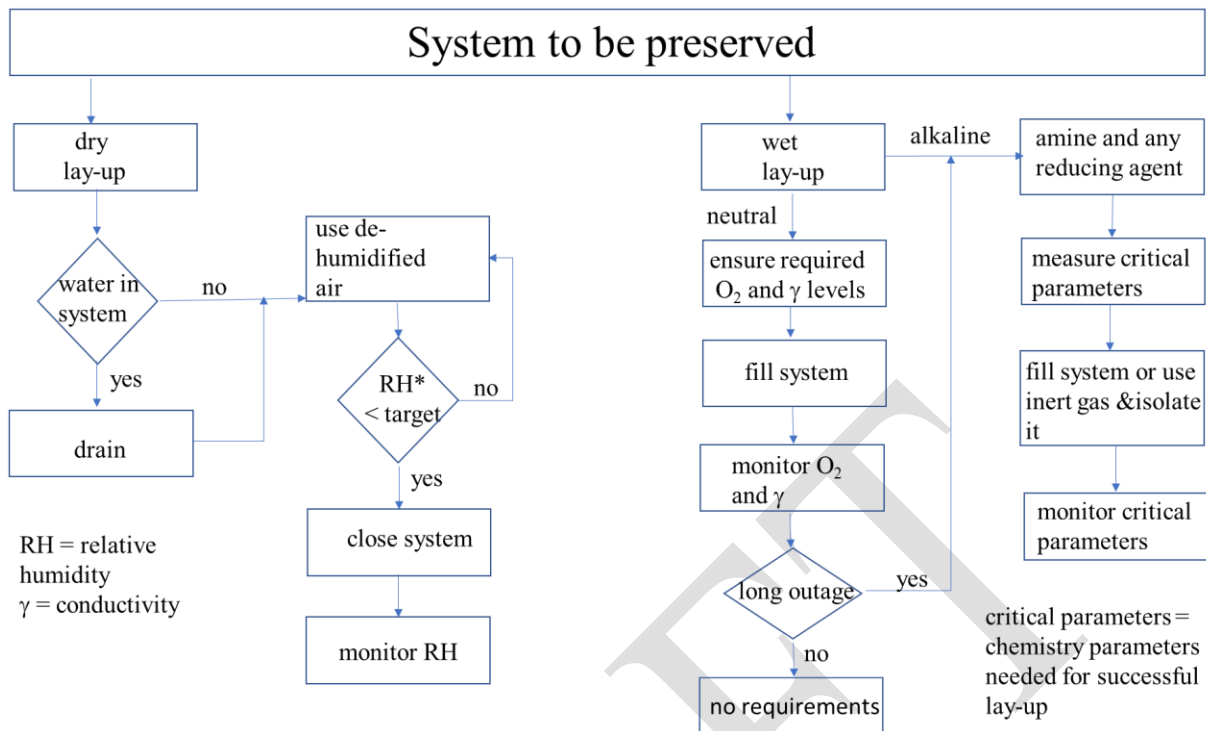 System to be preserved
dry
lay-up
water in
system
no
yes
drain
use de-
humidified
air
RH*
< target
no
yes
close system
monitor RH
RH = relative
humidity
γ = conductivity
wet
lay-up
alkaline
neutral
ensure required
O₂ and γ levels
fill system
monitor O₂
and γ
long outage
yes
no
no requirements
amine and any
reducing agent
measure critical
parameters
fill system or use
inert gas &isolate
it
monitor critical
parameters
critical parameters =
chemistry parameters
needed for successful
lay-up
FT